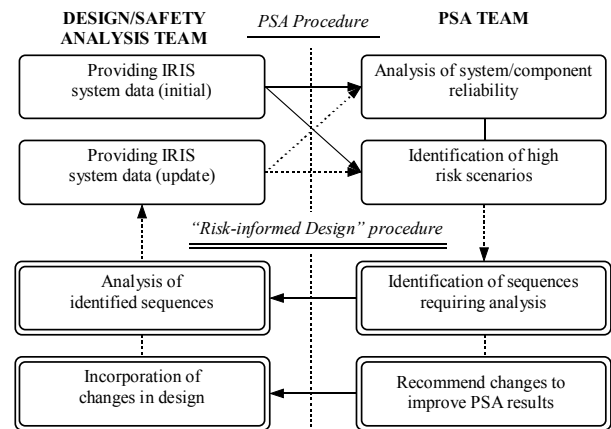 DESIGN/SAFETY
ANALYSIS TEAM
PSA Procedure
PSA TEAM
Providing IRIS
system data (initial)
Analysis of system/component
reliability
Providing IRIS
system data (update)
Identification of high
risk scenarios
“Risk-informed Design” procedure
Analysis of
identified sequences
Identification of sequences
requiring analysis
Incorporation of
changes in design
Recommend changes to
improve PSA results